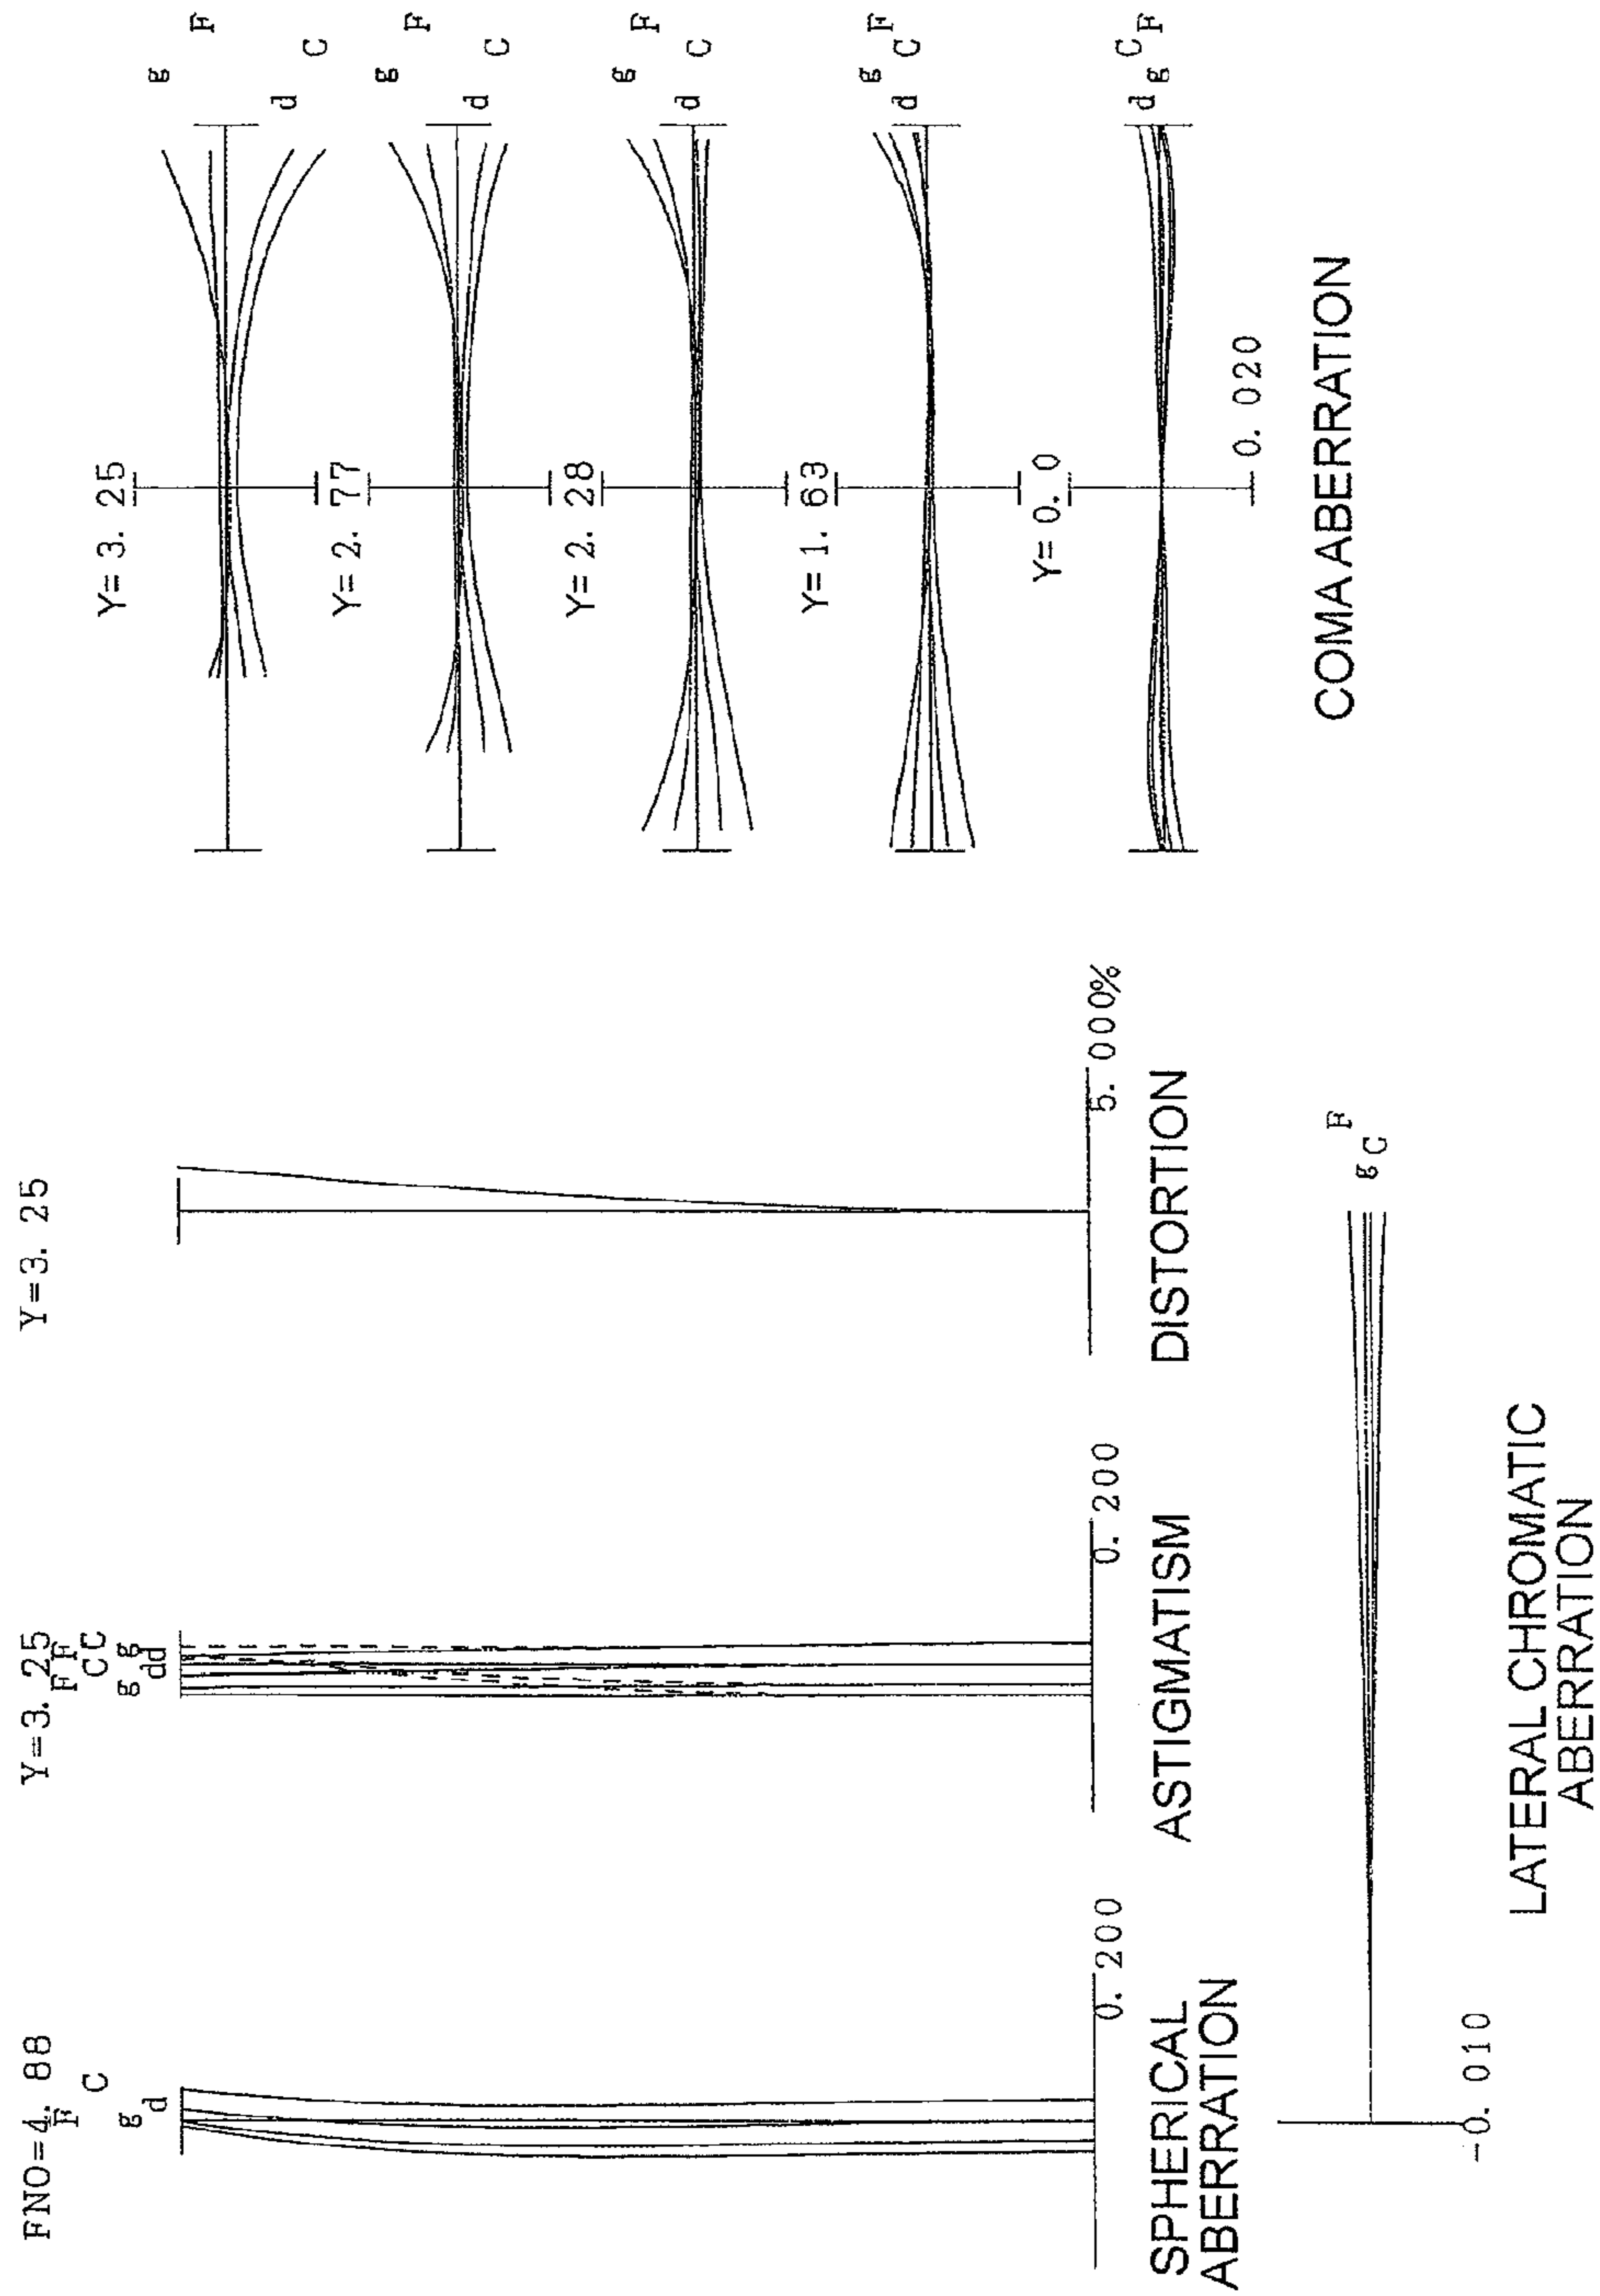 FNO=4. 88
F
C
g
d
0. 200
SPHERICAL
ABERRATION
Y=3. 25
F F
C C
g g
d d
0. 200
ASTIGMATISM
Y=3. 25
5. 000%
DISTORTION
Y=3. 25
g
F
d
C
Y=2. 77
g
F
d
C
Y=2. 28
g
F
d
C
Y=1. 63
g
F
d
C
Y=0. 0
C
d
F
g
0. 020
COMA ABERRATION
F
g
C
-0. 010
LATERAL CHROMATIC
ABERRATION